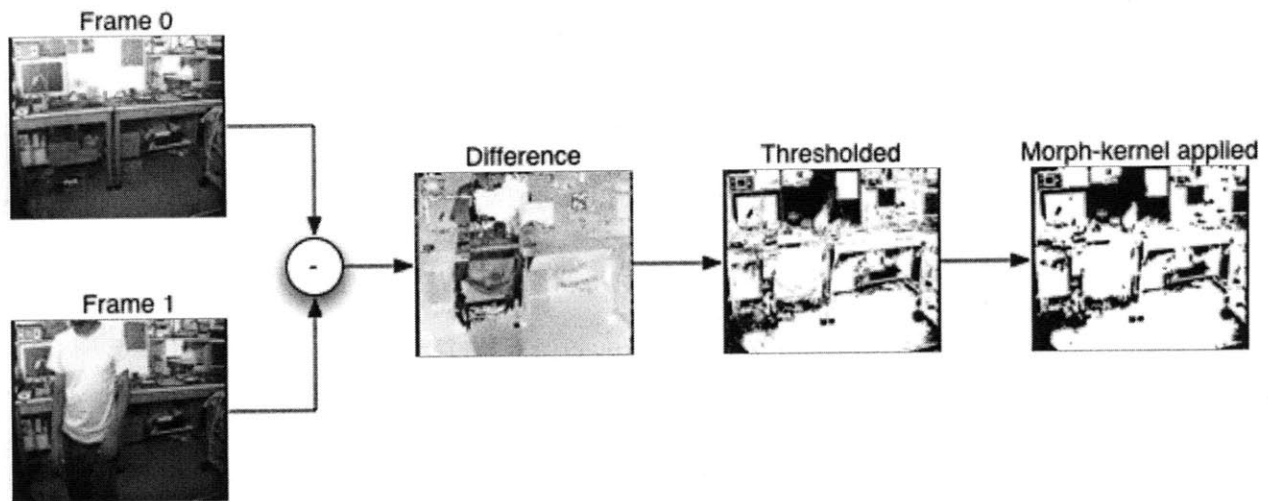 Frame 0
Difference
Thresholded
Morph-kernel applied
-
Frame 1